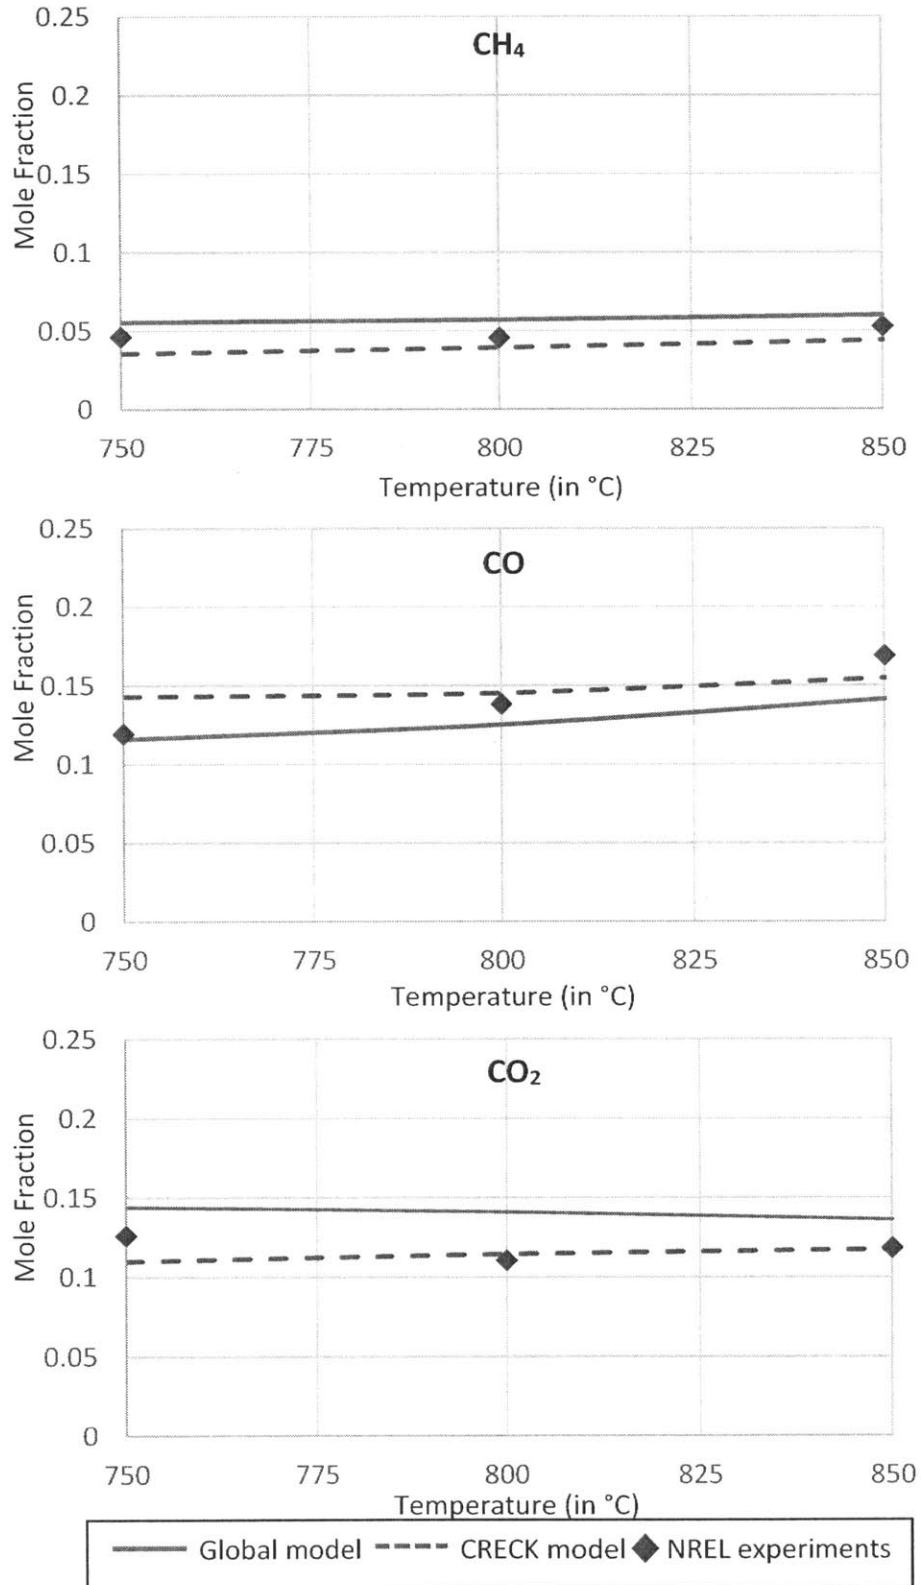 CH₄
Mole Fraction
0.25
0.2
0.15
0.1
0.05
0
750 775 800 825 850
Temperature (in °C)
CO
Mole Fraction
0.25
0.2
0.15
0.1
0.05
0
750 775 800 825 850
Temperature (in °C)
CO₂
Mole Fraction
0.25
0.2
0.15
0.1
0.05
0
750 775 800 825 850
Temperature (in °C)
Global model CRECK model NREL experiments